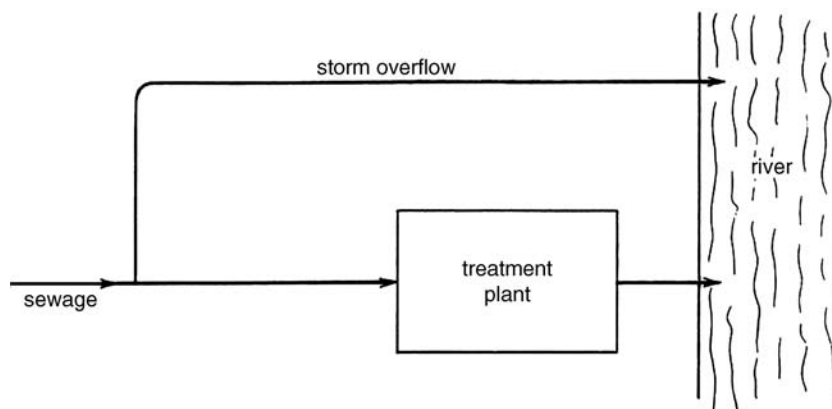 storm overflow
river
treatment
plant
sewage